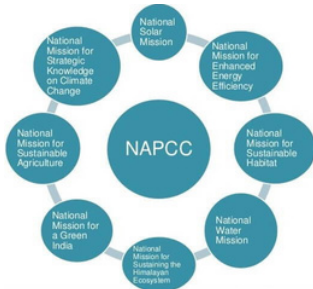 National
Solar
Mission
National
Mission for
Enhanced
Energy
Efficiency
National
Mission for
Sustainable
Habitat
National
Water
Mission
National
Mission for
Sustaining the
Himalayan
Ecosystem
National
Mission for
a Green
India
National
Mission for
Sustainable
Agriculture
National
Mission for
Strategic
Knowledge
on Climate
Change
NAPCC